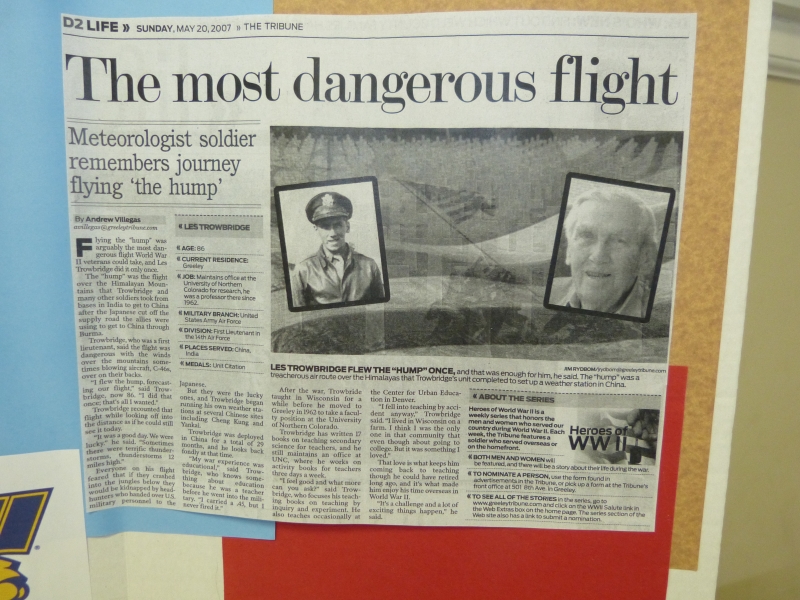 D2 LIFE » SUNDAY, MAY 20, 2007 » THE TRIBUNE
The most dangerous flight
Meteorologist soldier
remembers journey
flying ‘the hump’
By Andrew Villegas
avillegas@greeleytribune.com
Flying the "hump" was
arguably the most dan-
gerous flight World War
II veterans could take, and Les
Trowbridge did it only once.
The "hump" was the flight
over the Himalayan Moun-
tains that Trowbridge and
many other soldiers took from
bases in India to get to China
after the Japanese cut off the
supply road the allies were
using to get to China through
Burma.
Trowbridge, who was a first
lieutenant, said the flight was
dangerous with the winds
over the mountains some-
times blowing aircraft, C-46s,
over on their backs.
"I flew the hump, forecast-
ing our flight," said Trow-
bridge, now 86. "I did that
once; that's all I wanted."
Trowbridge recounted that
flight while looking off into
the distance as if he could still
see it today.
"It was a good day. We were
lucky," he said. "Sometimes
there were terrific thunder-
storms, thunderstorms 12
miles high."
Everyone on his flight
feared that if they crashed
into the jungles below they
would be kidnapped by head-
hunters who handed over U.S.
military personnel to the
« LES TROWBRIDGE
« AGE: 86
« CURRENT RESIDENCE:
Greeley
« JOB: Maintains office at the
University of Northern
Colorado for research, he
was a professor there since
1962.
« MILITARY BRANCH: United
States Army Air Force
« DIVISION: First Lieutenant in
the 14th Air Force
« PLACES SERVED: China,
India
« MEDALS: Unit Citation
Japanese.
But they were the lucky
ones, and Trowbridge began
running his own weather sta-
tions at several Chinese sites
including Cheng Kung and
Yankai.
Trowbridge was deployed
in China for a total of 29
months, and he looks back
fondly at that time.
"My war experience was
educational," said Trow-
bridge, who knows some-
thing about education
because he was a teacher
before he went into the mili-
tary. "I carried a .45, but I
never fired it."
JIM RYDBOM/jrydbom@greeleytribune.com
LES TROWBRIDGE FLEW THE "HUMP" ONCE, and that was enough for him, he said. The "hump" was a
treacherous air route over the Himalayas that Trowbridge's unit completed to set up a weather station in China.
After the war, Trowbride
taught in Wisconsin for a
while before he moved to
Greeley in 1962 to take a facul-
ty position at the University
of Northern Colorado.
Trowbridge has written 17
books on teaching secondary
science for teachers, and he
still maintains an office at
UNC, where he works on
activity books for teachers
three days a week.
"I feel good and what more
can you ask?" said Trow-
bridge, who focuses his teach-
ing books on teaching by
inquiry and experiment. He
also teaches occasionally at
the Center for Urban Educa-
tion in Denver.
"I fell into teaching by acci-
dent anyway," Trowbridge
said. "I lived in Wisconsin on a
farm. I think I was the only
one in that community that
even though about going to
college. But it was something I
loved."
That love is what keeps him
coming back to teaching
though he could have retired
long ago, and it's what made
him enjoy his time overseas in
World War II.
"It's a challenge and a lot of
exciting things happen," he
said.
« ABOUT THE SERIES
Heroes of World War II is a
weekly series that honors the
men and women who served our
country during World War II. Each
week, the Tribune features a
soldier who served overseas or
on the homefront.
Heroes of
WW II
« BOTH MEN AND WOMEN will
be featured, and there will be a story about their life during the war.
« TO NOMINATE A PERSON, use the form found in
advertisements in the Tribune, or pick up a form at the Tribune's
front office at 501 8th Ave. in Greeley.
« TO SEE ALL OF THE STORIES in the series, go to
www.greeleytribune.com and click on the WWII Salute link in
the Web Extras box on the home page. The series section of the
Web site also has a link to submit a nomination.